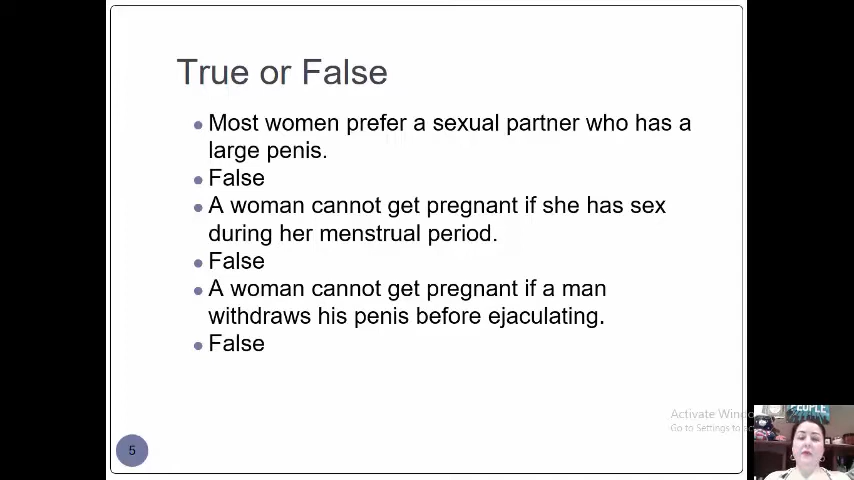 True or False
Most women prefer a sexual partner who has a
large penis.
False
A woman cannot get pregnant if she has sex
during her menstrual period.
False
A woman cannot get pregnant if a man
withdraws his penis before ejaculating.
False
Activate Windo
Go to Settings to
5
PEOPLE